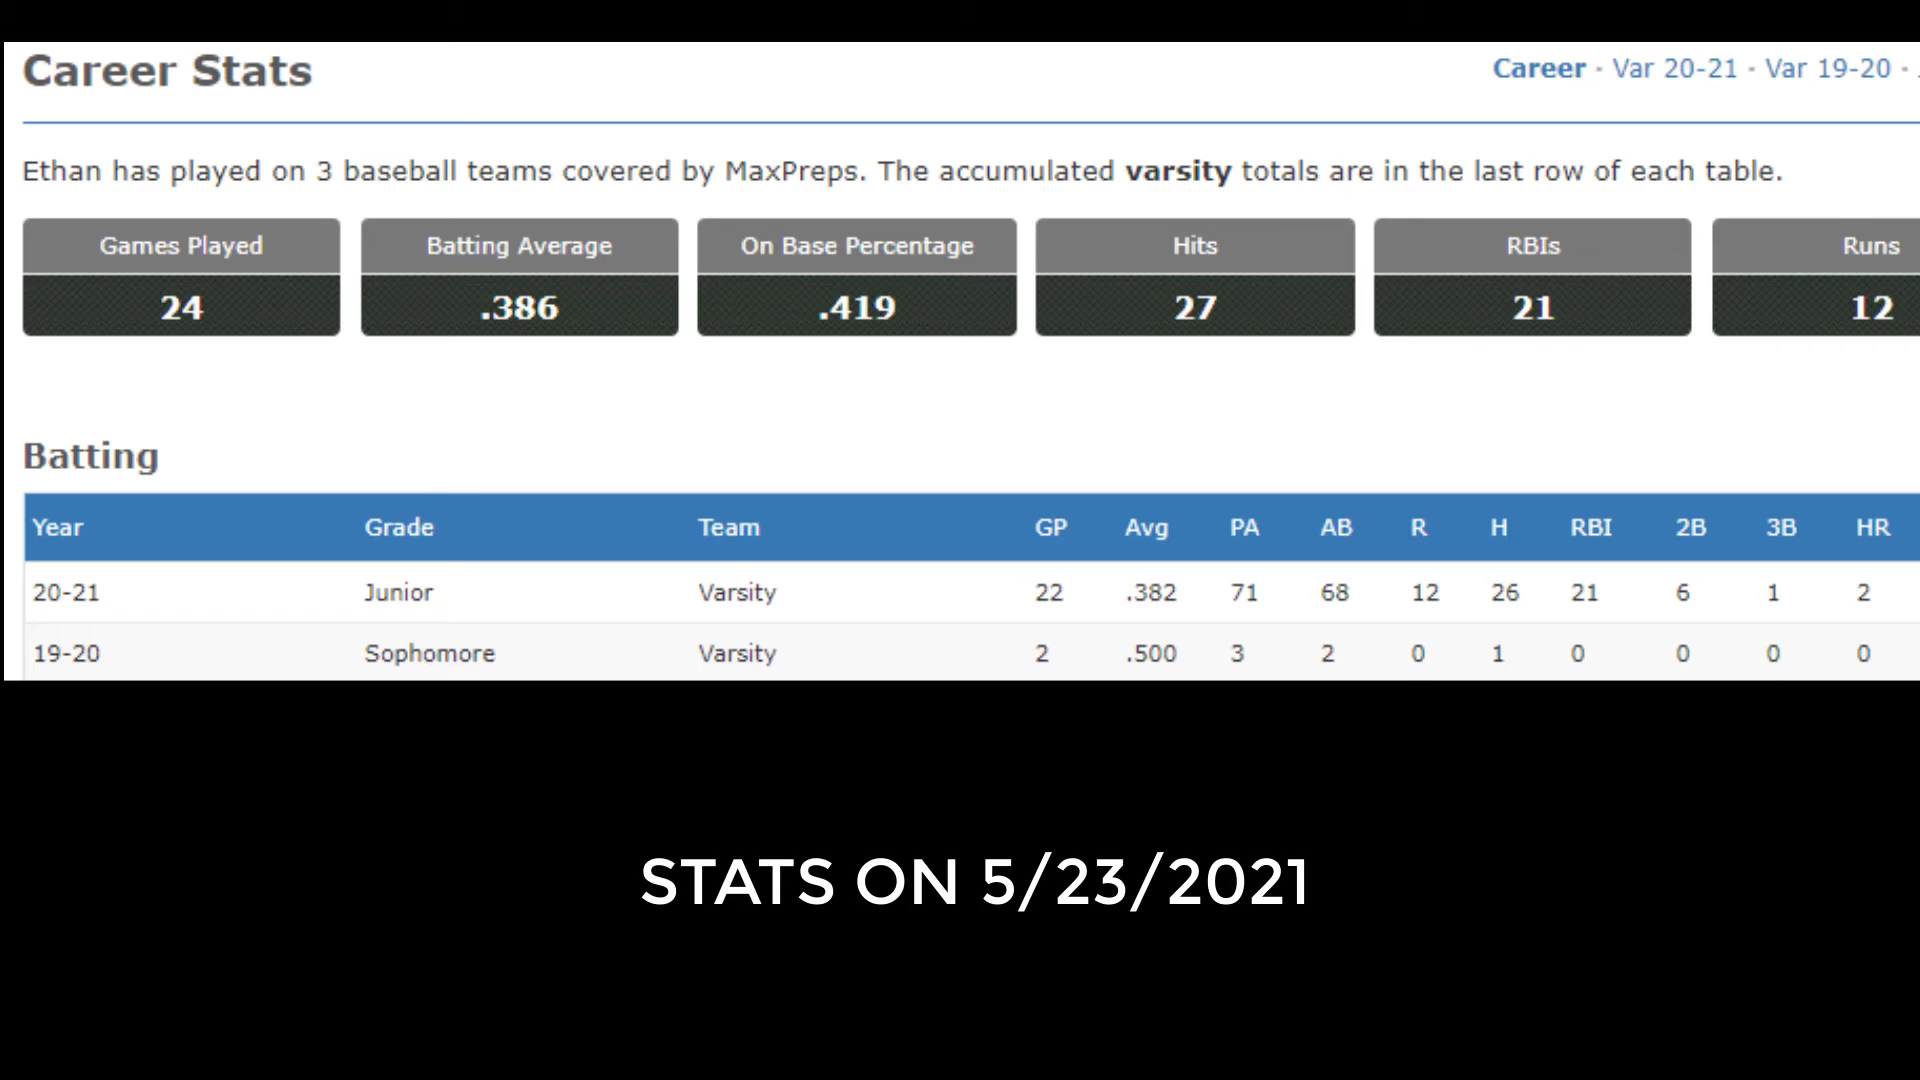 Career Stats
Career · Var 20-21 · Var 19-20 ·
Ethan has played on 3 baseball teams covered by MaxPreps. The accumulated varsity totals are in the last row of each table.
Games Played Batting Average On Base Percentage Hits RBIs Runs
24 .386 .419 27 21 12
Batting
Year Grade Team GP Avg PA AB R H RBI 2B 3B HR
20-21 Junior Varsity 22 .382 71 68 12 26 21 6 1 2
19-20 Sophomore Varsity 2 .500 3 2 0 1 0 0 0 0
STATS ON 5/23/2021